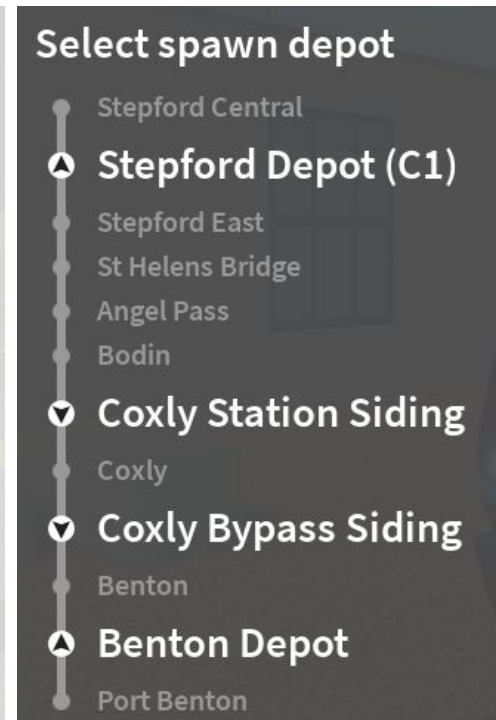 Select spawn depot
Stepford Central
Stepford Depot (C1)
Stepford East
St Helens Bridge
Angel Pass
Bodin
Coxly Station Siding
Coxly
Coxly Bypass Siding
Benton
Benton Depot
Port Benton